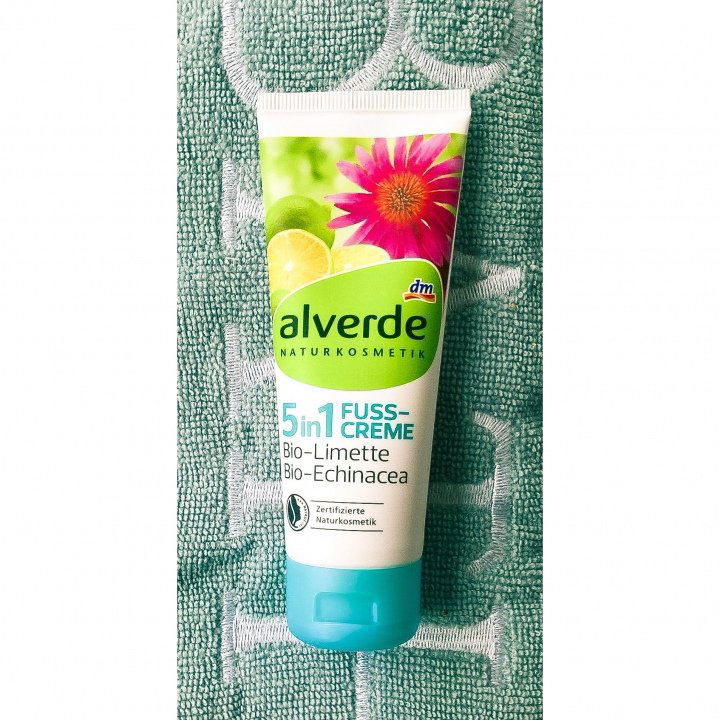 dm
alverde
NATURKOSMETIK
5in1 FUSS-
CREME
Bio-Limette
Bio-Echinacea
Zertifizierte
Naturkosmetik